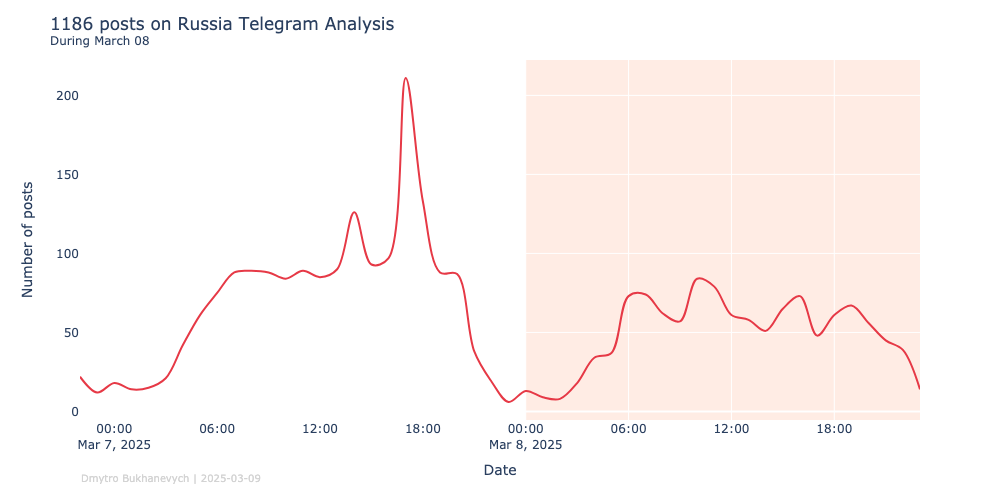 1186 posts on Russia Telegram Analysis
During March 08
Number of posts
200
150
100
50
0
00:00 06:00 12:00 18:00 00:00 06:00 12:00 18:00
Mar 7, 2025 Mar 8, 2025
Date
Dmytro Bukhanevych | 2025-03-09